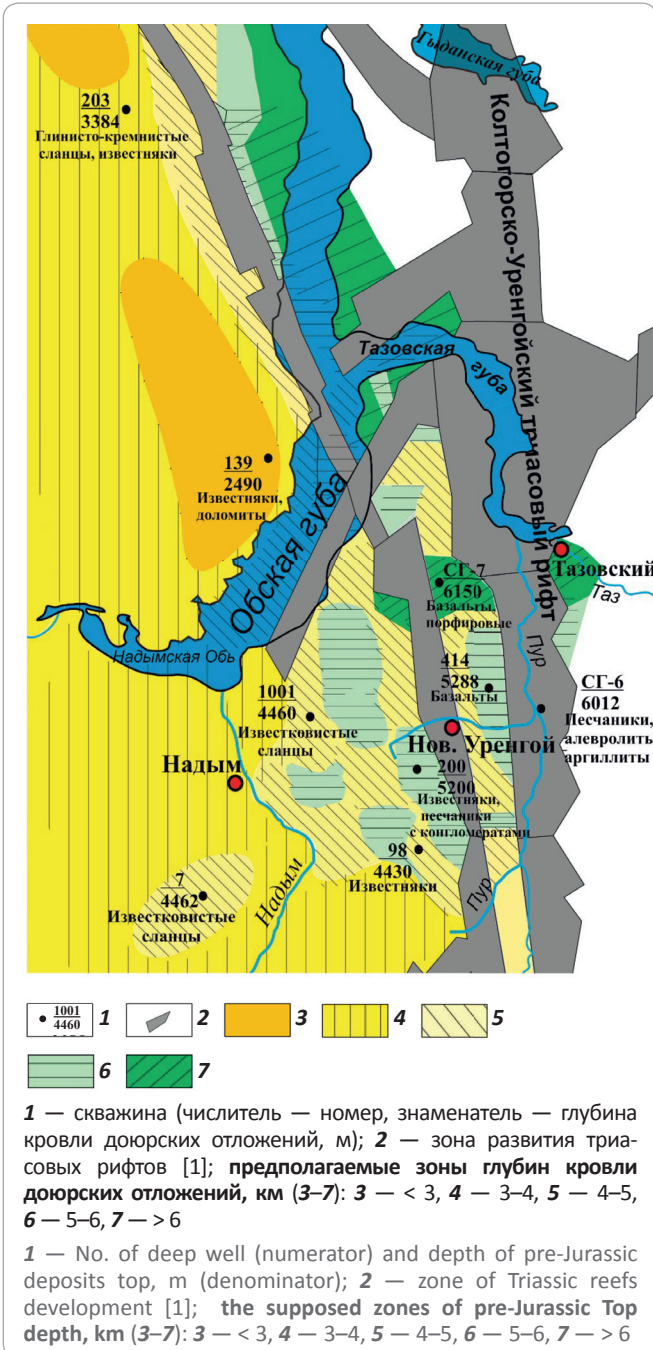 Гыданская губа
203
3384
Глинисто-кремнистые
сланцы, известняки
Колтогорско-Уренгойский триасовый рифт
Тазовская
губа
139
2490
Известняки,
доломиты
Обская губа
Тазовский
Таз
СГ-7
6150
Базальты,
порфировые
Пур
Надымская Обь
414
5288
Базальты
СГ-6
6012
Песчаники,
алевролиты
аргиллиты
1001
4460
Известковистые
сланцы
Нов. Уренгой
Надым
200
5200
Известняки,
песчаники
с конгломератами
98
4430
Известняки
7
4462
Известковистые
сланцы
Надым
Пур
1001
4460
1
2
3
4
5
6
7
1 — скважина (числитель — номер, знаменатель — глубина
кровли доюрских отложений, м); 2 — зона развития триа-
совых рифтов [1]; предполагаемые зоны глубин кровли
доюрских отложений, км (3–7): 3 — < 3, 4 — 3–4, 5 — 4–5,
6 — 5–6, 7 — > 6
1 — No. of deep well (numerator) and depth of pre-Jurassic
deposits top, m (denominator); 2 — zone of Triassic reefs
development [1]; the supposed zones of pre-Jurassic Top
depth, km (3–7): 3 — < 3, 4 — 3–4, 5 — 4–5, 6 — 5–6, 7 — > 6